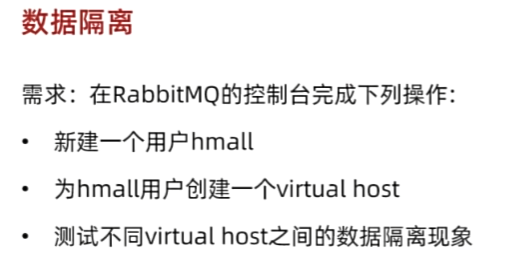 数据隔离
需求：在RabbitMQ的控制台完成下列操作：
• 新建一个用户hmall
• 为hmall用户创建一个virtual host
• 测试不同virtual host之间的数据隔离现象